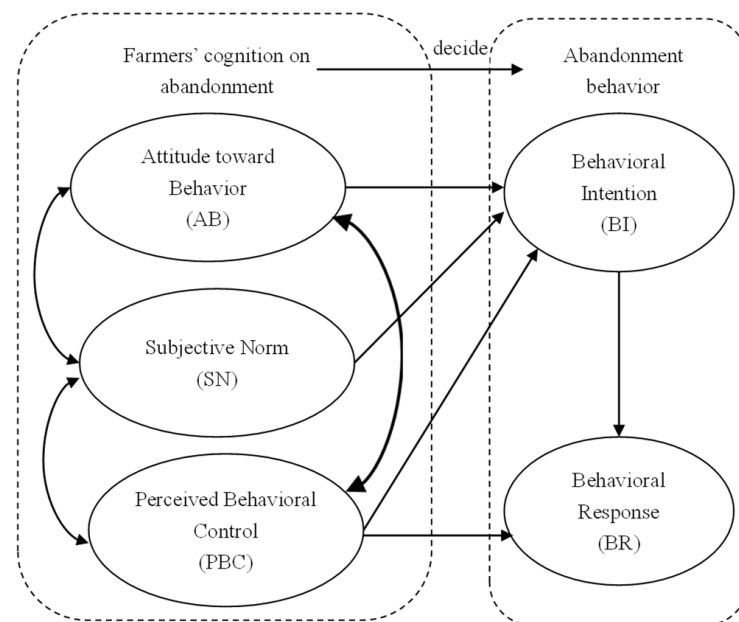 Farmers' cognition on
abandonment
decide
Abandonment
behavior
Attitude toward
Behavior
(AB)
Behavioral
Intention
(BI)
Subjective Norm
(SN)
Perceived Behavioral
Control
(PBC)
Behavioral
Response
(BR)